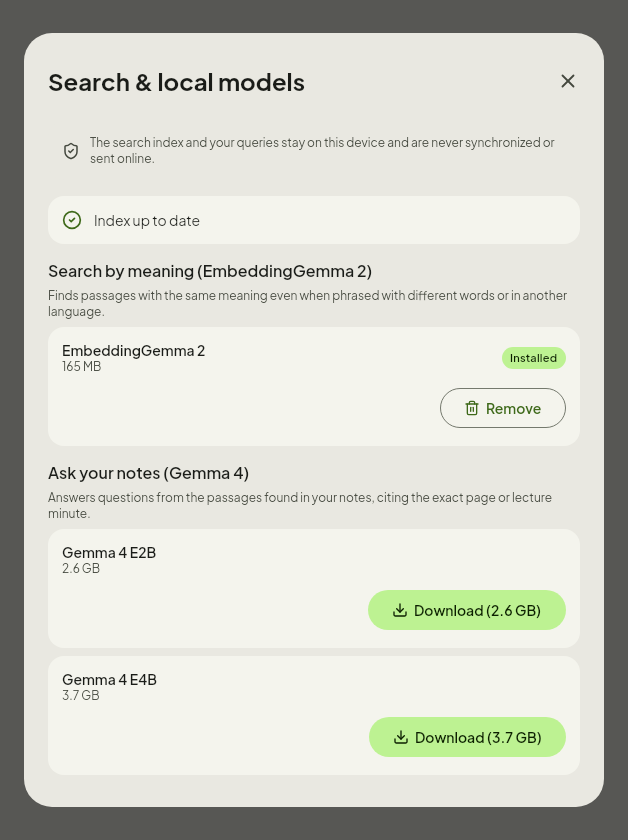 Search & local models
The search index and your queries stay on this device and are never synchronized or
sent online.
Index up to date
Search by meaning (EmbeddingGemma 2)
Finds passages with the same meaning even when phrased with different words or in another
language.
EmbeddingGemma 2
165 MB
Installed
Remove
Ask your notes (Gemma 4)
Answers questions from the passages found in your notes, citing the exact page or lecture
minute.
Gemma 4 E2B
2.6 GB
Download (2.6 GB)
Gemma 4 E4B
3.7 GB
Download (3.7 GB)